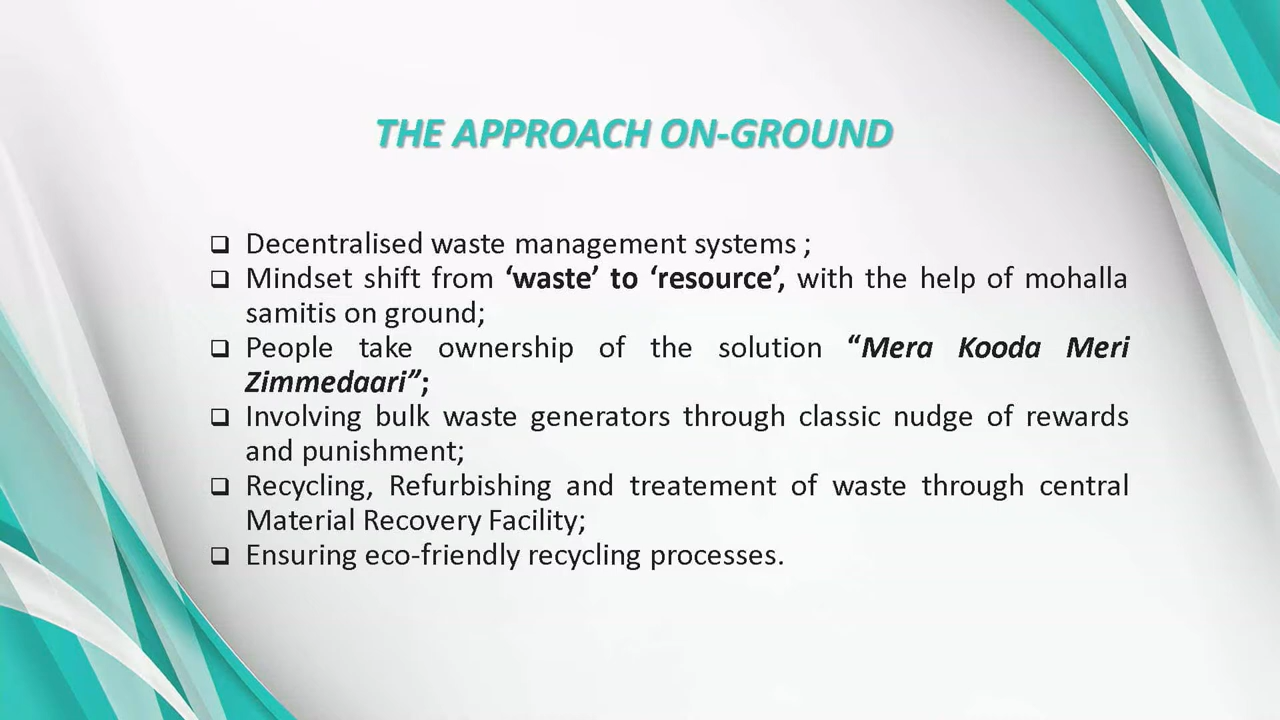 THE APPROACH ON-GROUND
❑ Decentralised waste management systems ;
❑ Mindset shift from ‘waste’ to ‘resource’, with the help of mohalla
samitis on ground;
❑ People take ownership of the solution “Mera Kooda Meri
Zimmedaari”;
❑ Involving bulk waste generators through classic nudge of rewards
and punishment;
❑ Recycling, Refurbishing and treatement of waste through central
Material Recovery Facility;
❑ Ensuring eco-friendly recycling processes.